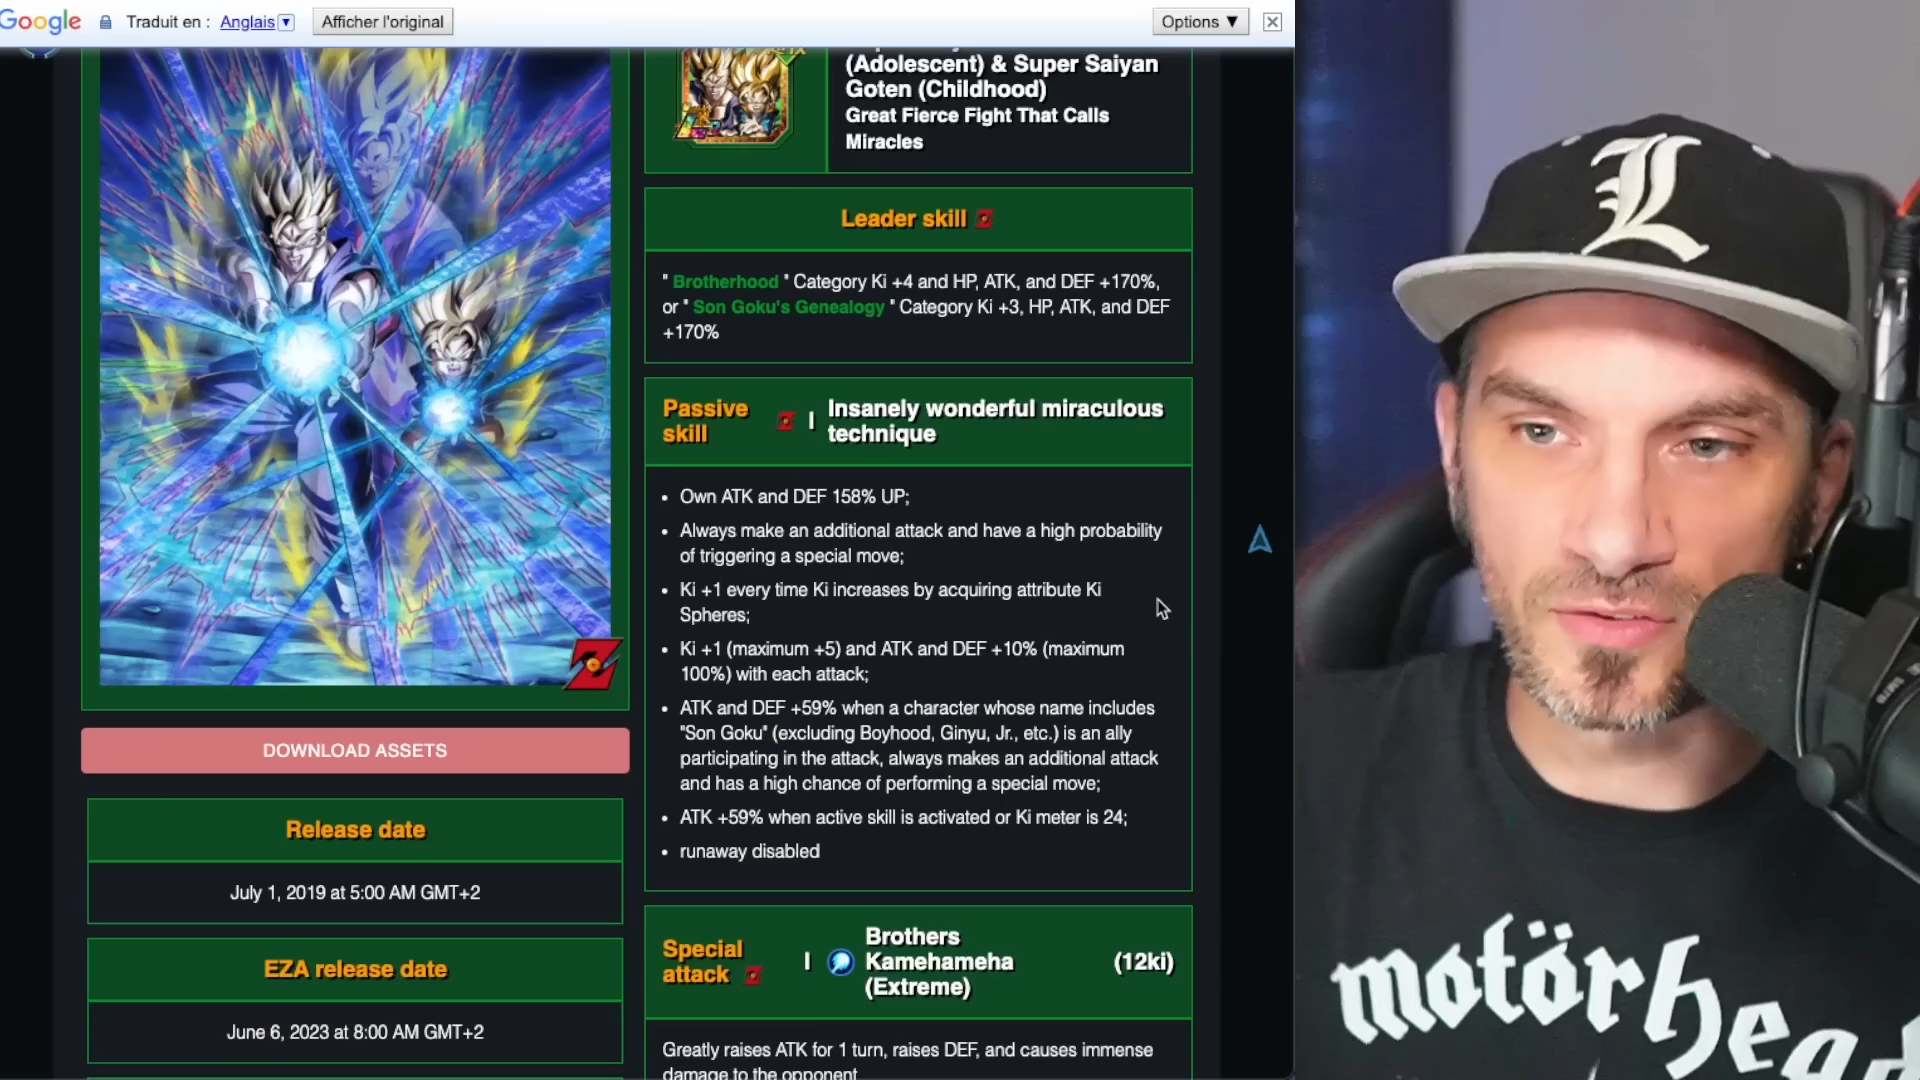 Google Traduit en : Anglais Afficher l'original Options ▼
(Adolescent) & Super Saiyan
Goten (Childhood)
Great Fierce Fight That Calls
Miracles
Leader skill
" Brotherhood " Category Ki +4 and HP, ATK, and DEF +170%,
or " Son Goku's Genealogy " Category Ki +3, HP, ATK, and DEF
+170%
Passive
skill
Insanely wonderful miraculous
technique
• Own ATK and DEF 158% UP;
• Always make an additional attack and have a high probability
of triggering a special move;
• Ki +1 every time Ki increases by acquiring attribute Ki
Spheres;
• Ki +1 (maximum +5) and ATK and DEF +10% (maximum
100%) with each attack;
• ATK and DEF +59% when a character whose name includes
"Son Goku" (excluding Boyhood, Ginyu, Jr., etc.) is an ally
participating in the attack, always makes an additional attack
and has a high chance of performing a special move;
• ATK +59% when active skill is activated or Ki meter is 24;
• runaway disabled
Special
attack
Brothers
Kamehameha
(Extreme)
(12ki)
Greatly raises ATK for 1 turn, raises DEF, and causes immense
damage to the opponent
DOWNLOAD ASSETS
Release date
July 1, 2019 at 5:00 AM GMT+2
EZA release date
June 6, 2023 at 8:00 AM GMT+2
L
motörhead